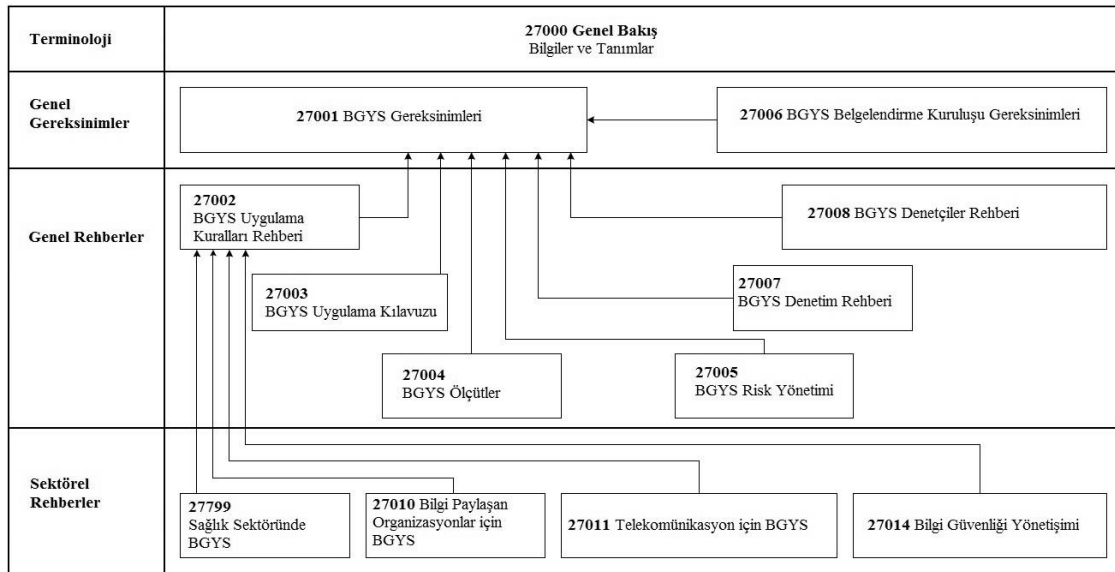 Terminoloji
27000 Genel Bakış
Bilgiler ve Tanımlar
Genel
Gereksinimler
27001 BGYS Gereksinimleri
27006 BGYS Belgelendirme Kuruluşu Gereksinimleri
Genel Rehberler
27002
BGYS Uygulama
Kuralları Rehberi
27008 BGYS Denetçiler Rehberi
27003
BGYS Uygulama Kılavuzu
27007
BGYS Denetim Rehberi
27004
BGYS Ölçütler
27005
BGYS Risk Yönetimi
Sektörel
Rehberler
27799
Sağlık Sektöründe
BGYS
27010 Bilgi Paylaşan
Organizasyonlar için
BGYS
27011 Telekomünikasyon için BGYS
27014 Bilgi Güvenliği Yönetişimi